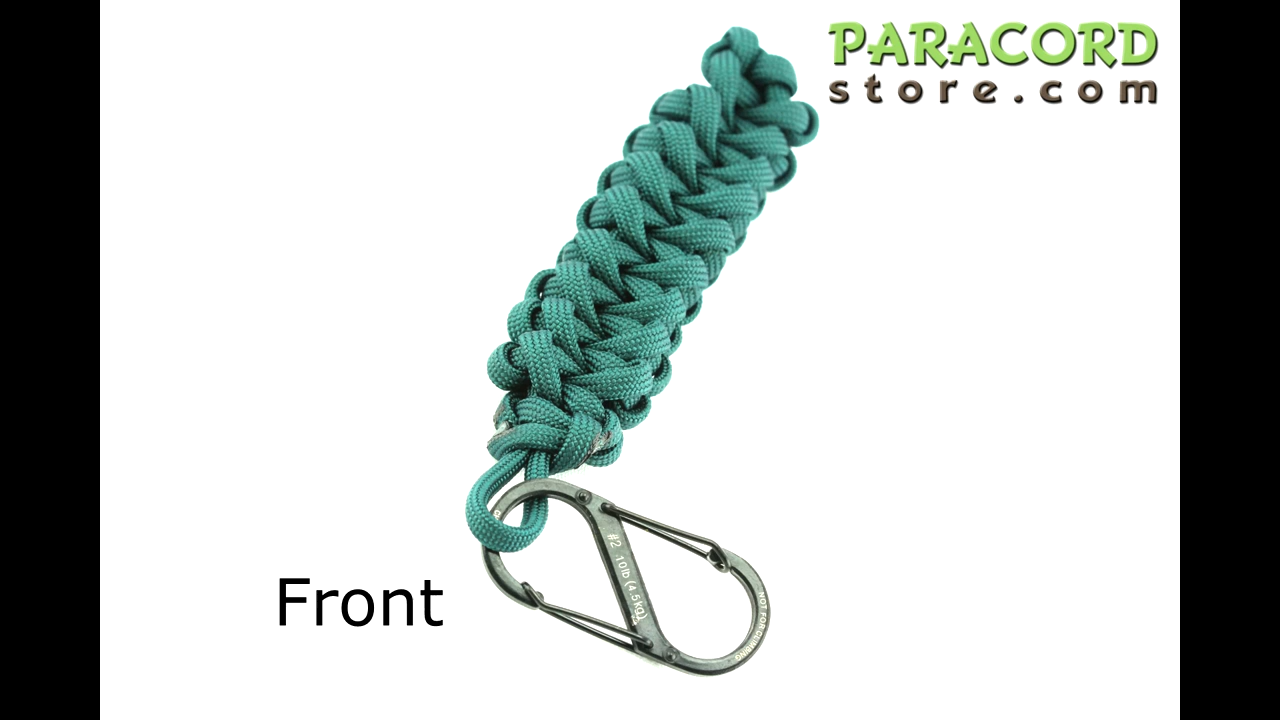 PARACORD
store.com
#2 10lb (4.5kg)
NOT FOR CLIMBING
Front